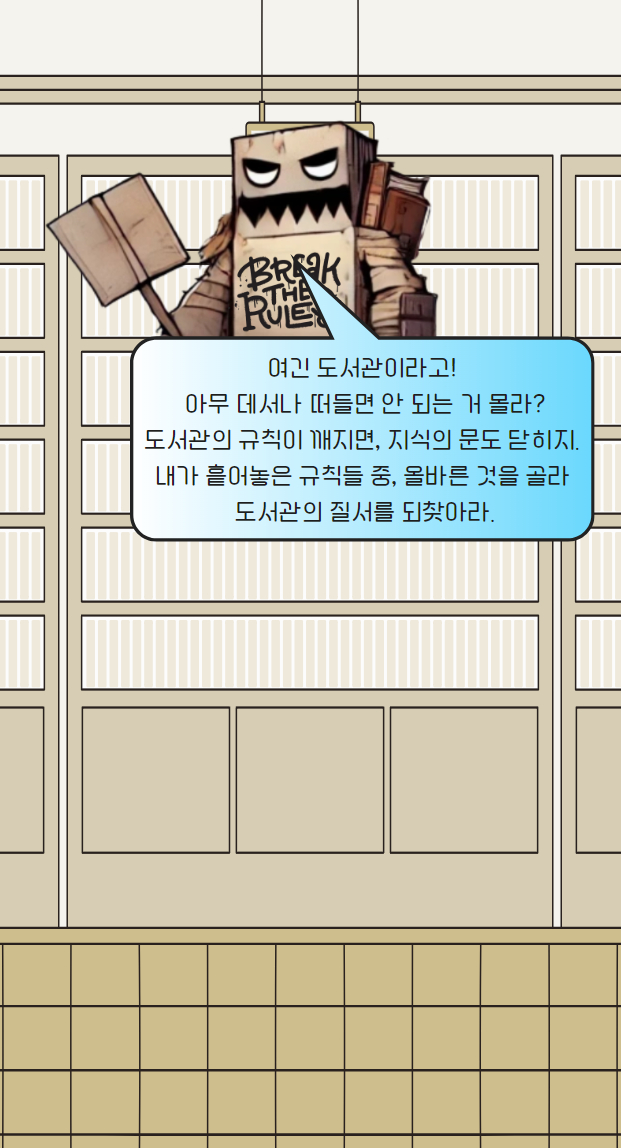 BREAK
THE
RULES
여긴 도서관이라고!
아무 데서나 떠들면 안 되는 거 몰라?
도서관의 규칙이 깨지면, 지식의 문도 닫히지.
내가 흩어놓은 규칙들 중, 올바른 것을 골라
도서관의 질서를 되찾아라.